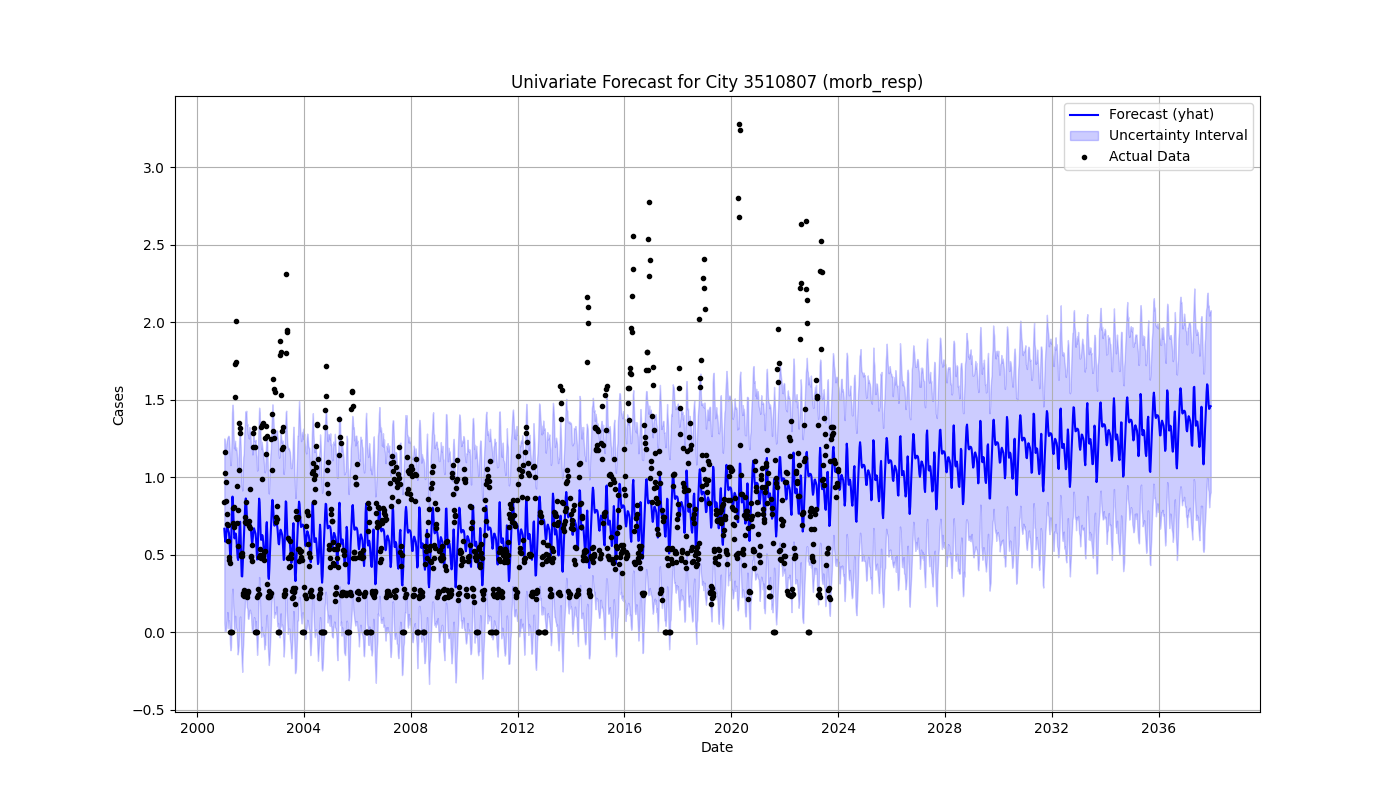 Univariate Forecast for City 3510807 (morb_resp)
Forecast (yhat)
Uncertainty Interval
Actual Data
Cases
3.0
2.5
2.0
1.5
1.0
0.5
0.0
−0.5
2000 2004 2008 2012 2016 2020 2024 2028 2032 2036
Date